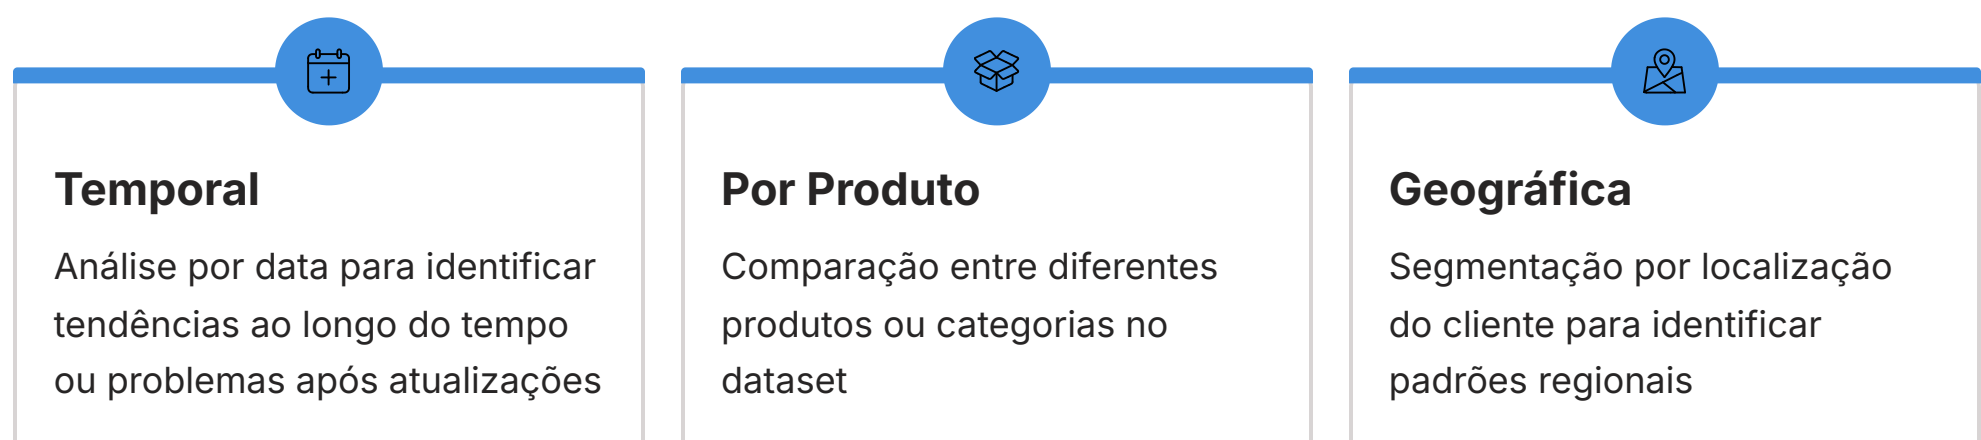 Temporal
Análise por data para identificar
tendências ao longo do tempo
ou problemas após atualizações
Por Produto
Comparação entre diferentes
produtos ou categorias no
dataset
Geográfica
Segmentação por localização
do cliente para identificar
padrões regionais